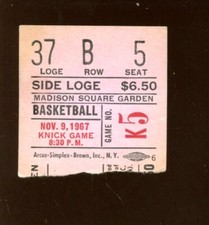 37 B 5
LOGE ROW SEAT
SIDE LOGE $6.50
MADISON SQUARE GARDEN
BASKETBALL
NOV. 9, 1967
KNICK GAME
8:30 P.M.
GAME NO. K5
Arcus-Simplex-Brown, Inc., N. Y. 6